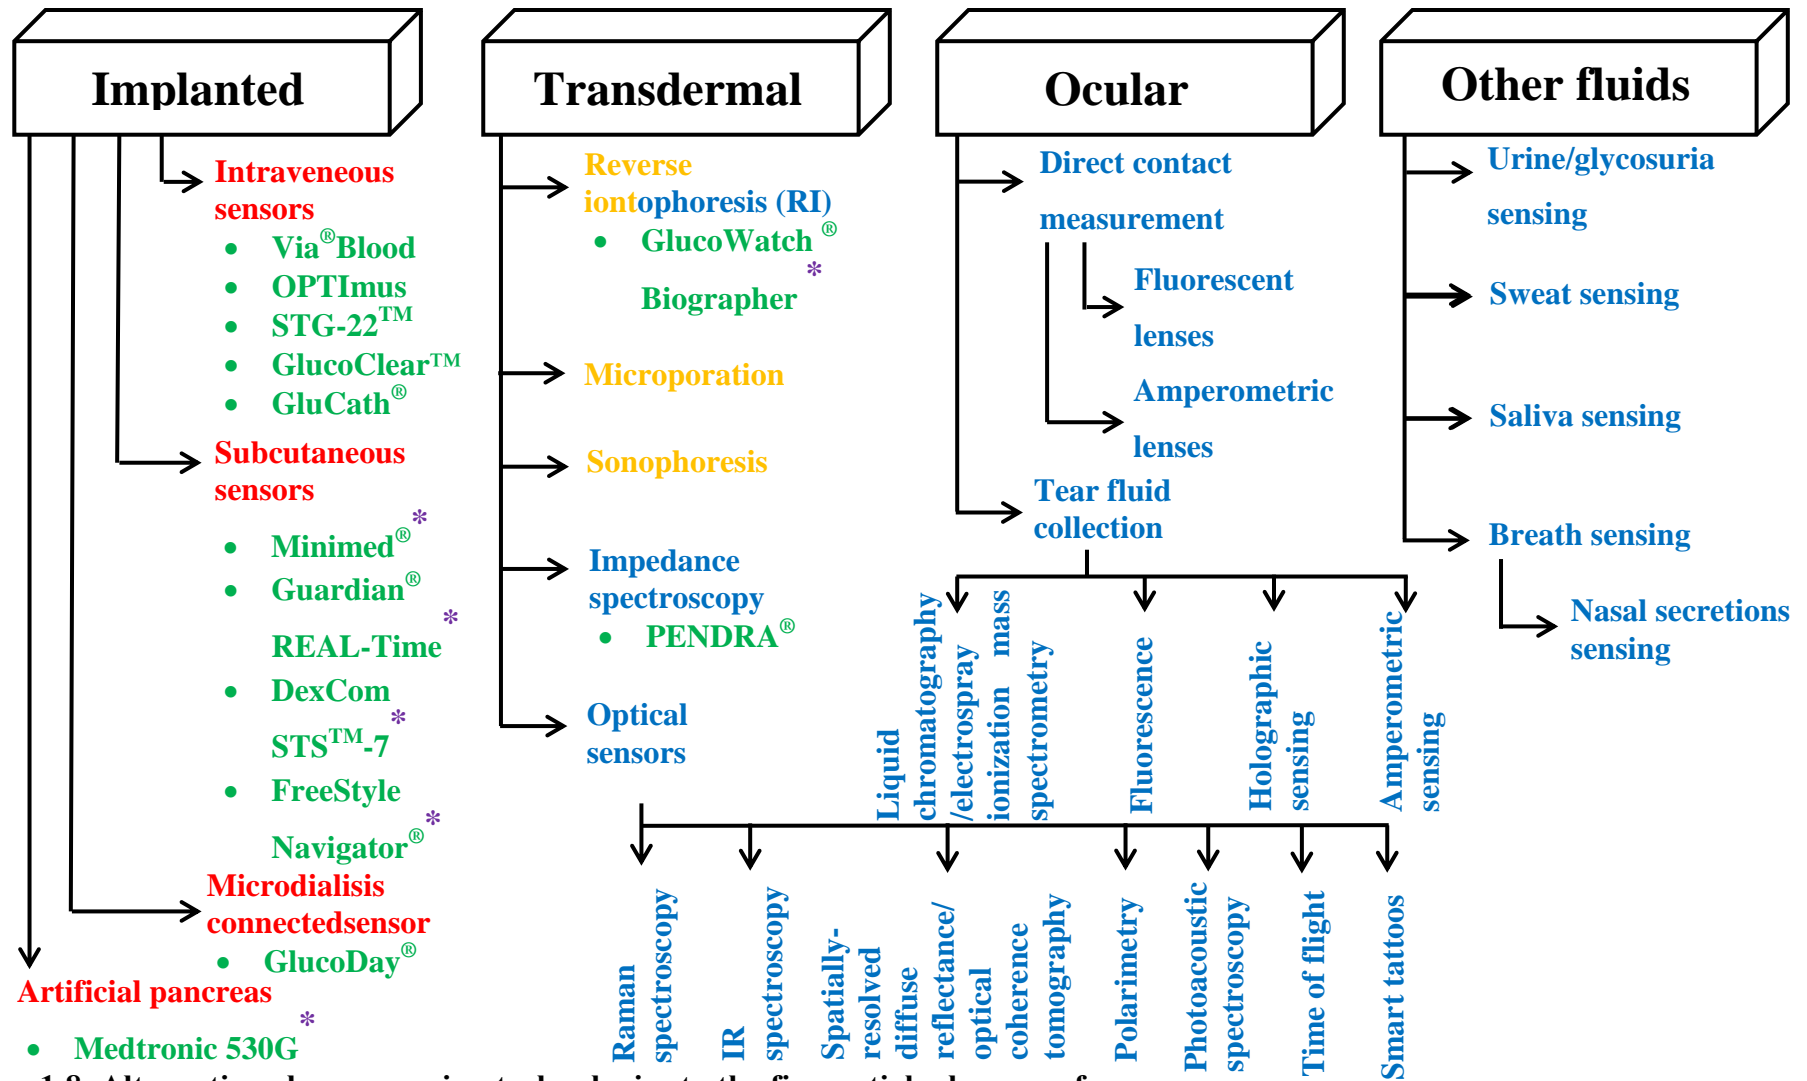 Implanted
Intraveneous
sensors
• Via®Blood
• OPTImus
• STG-22TM
• GlucoClear™
• GluCath®
Subcutaneous
sensors
• Minimed®*
• Guardian®
REAL-Time*
• DexCom
STSTM-7*
• FreeStyle
Navigator®*
Microdialisis
connectedsensor
• GlucoDay®
Artificial pancreas
• Medtronic 530G*
Transdermal
Reverse
iontophoresis (RI)
• GlucoWatch ®
Biographer*
Microporation
Sonophoresis
Impedance
spectroscopy
• PENDRA®
Optical
sensors
Raman
spectroscopy
IR
spectroscopy
Spatially-
resolved
diffuse
reflectance/
optical
coherence
tomography
Polarimetry
Photoacoustic
spectroscopy
Time of flight
Smart tattoos
Ocular
Direct contact
measurement
Fluorescent
lenses
Amperometric
lenses
Tear fluid
collection
Liquid
chromatography
/electrospray
ionization mass
spectrometry
Fluorescence
Holographic
sensing
Amperometric
sensing
Other fluids
Urine/glycosuria
sensing
Sweat sensing
Saliva sensing
Breath sensing
Nasal secretions
sensing